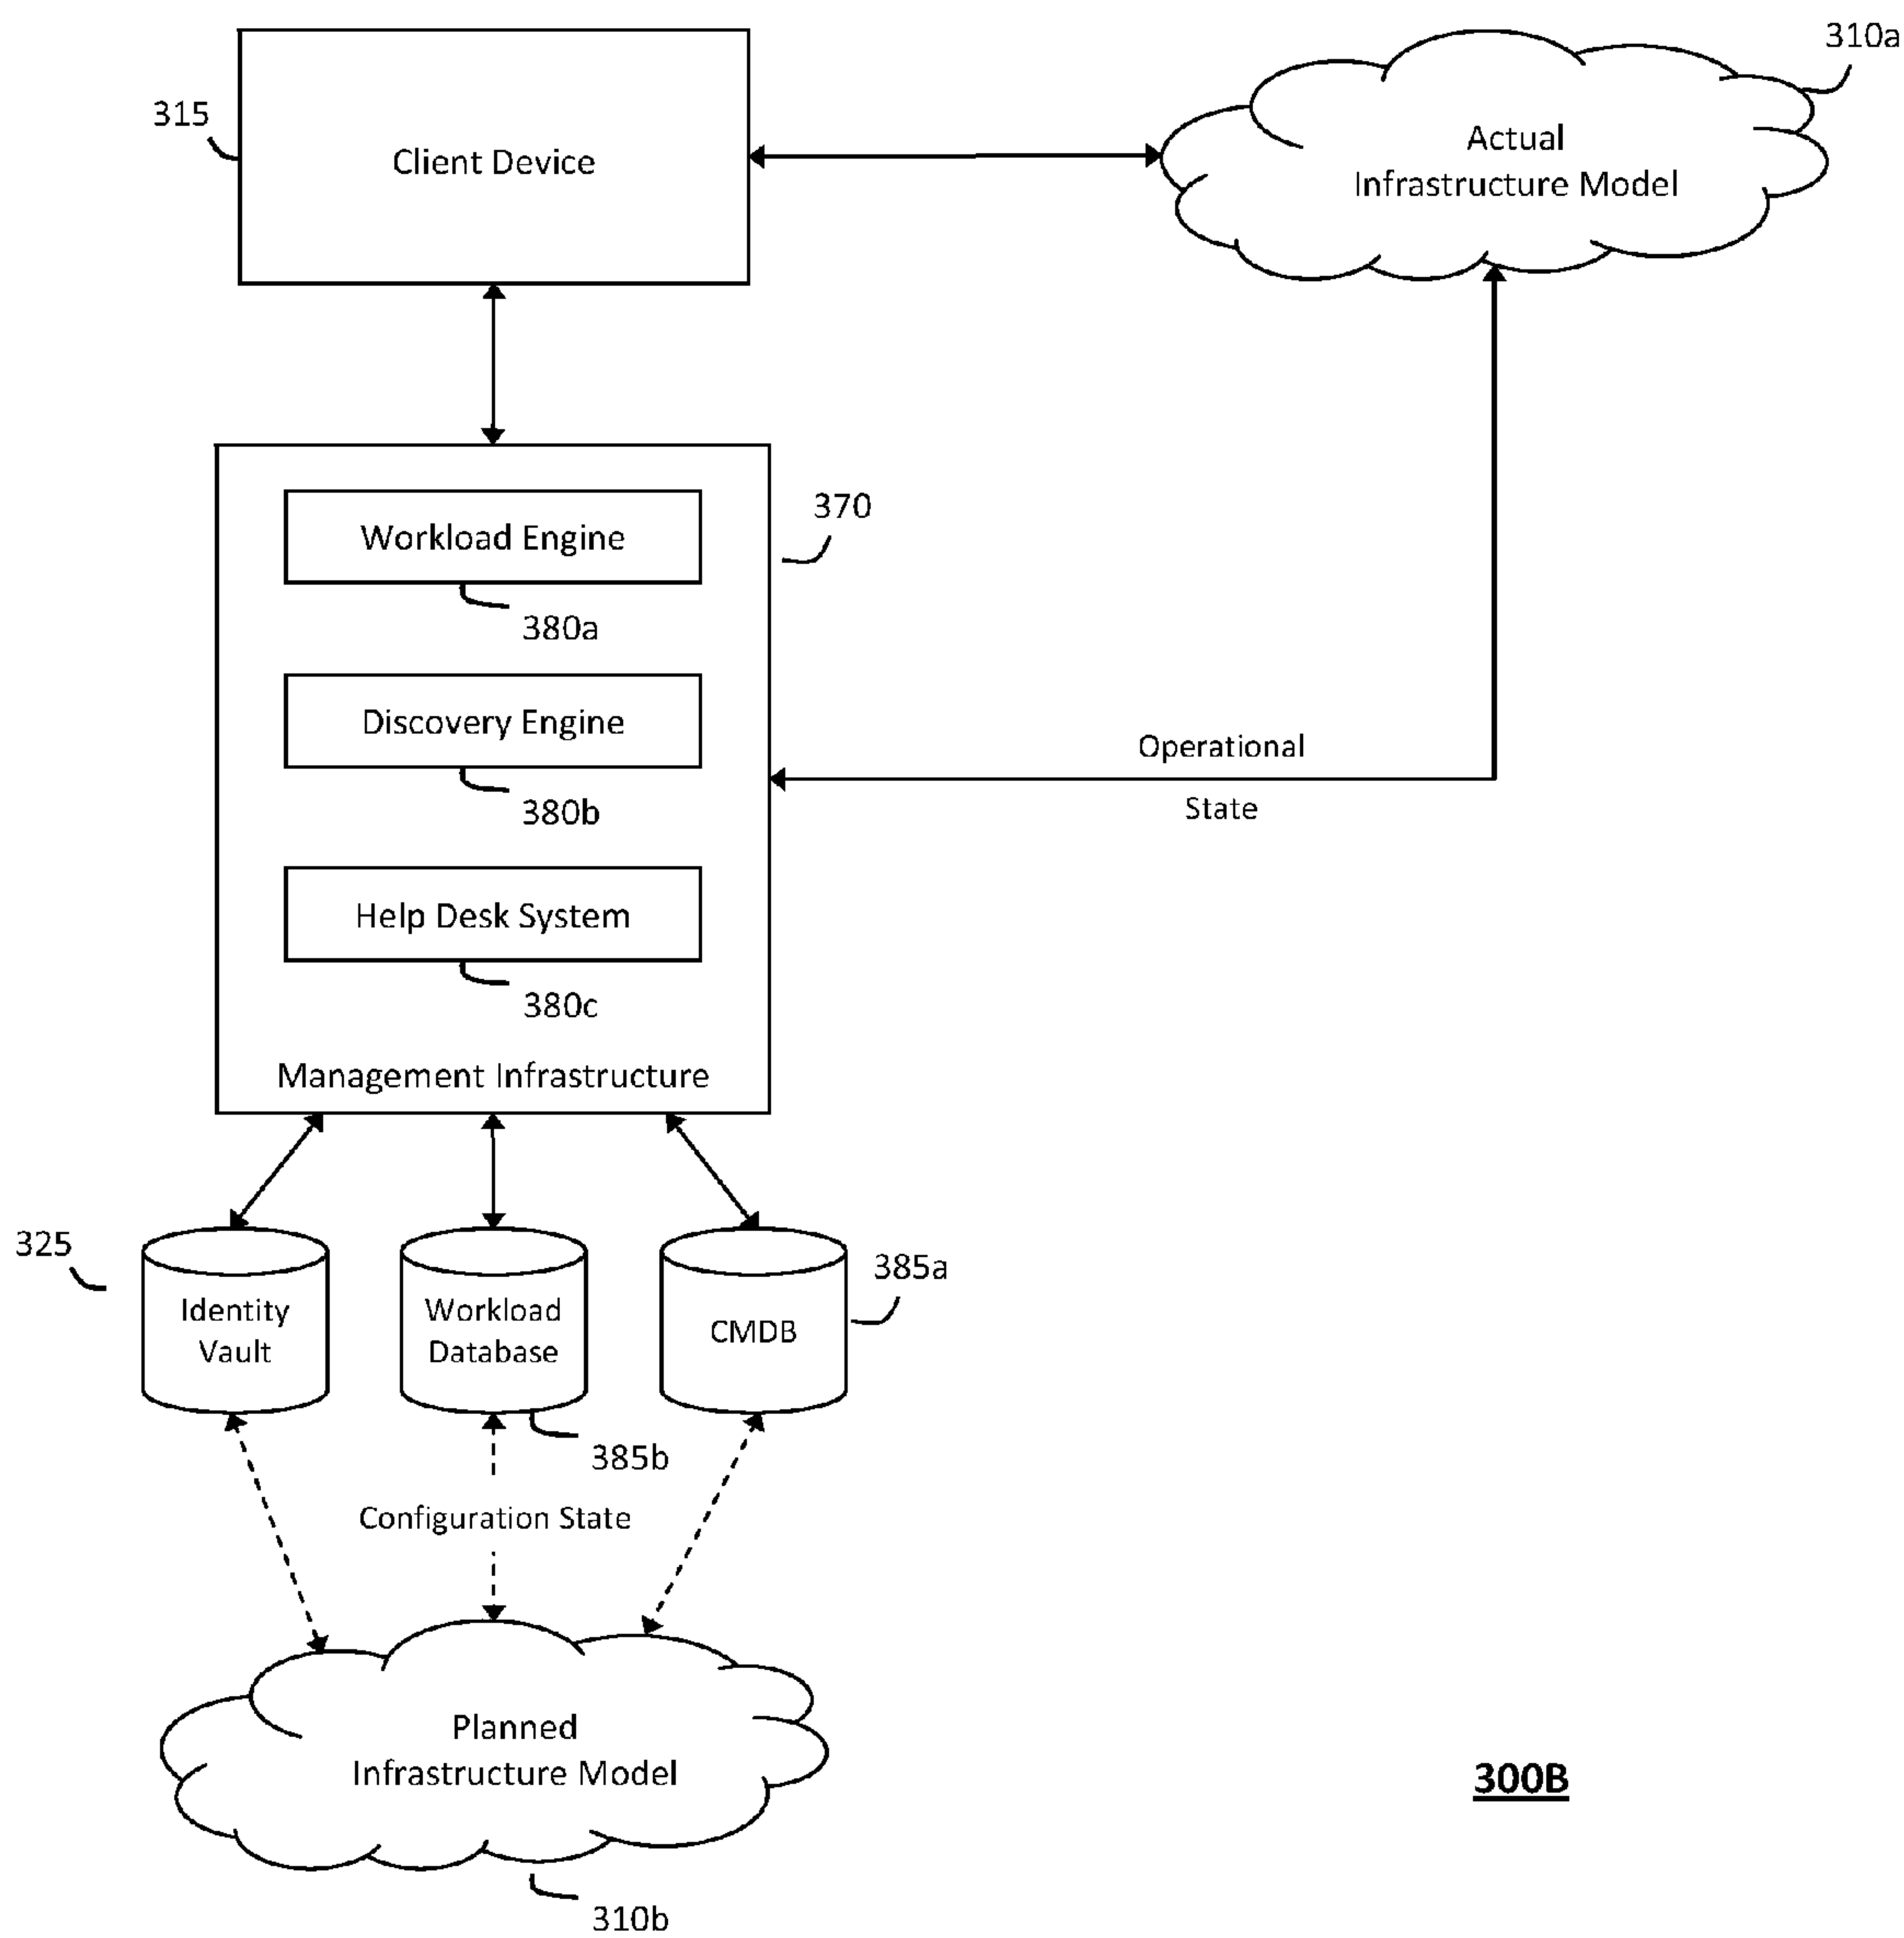 310a
315
Client Device
Actual
Infrastructure Model
370
Workload Engine
380a
Discovery Engine
380b
Operational
State
Help Desk System
380c
Management Infrastructure
325
385a
Identity
Vault
Workload
Database
CMDB
385b
Configuration State
Planned
Infrastructure Model
300B
310b